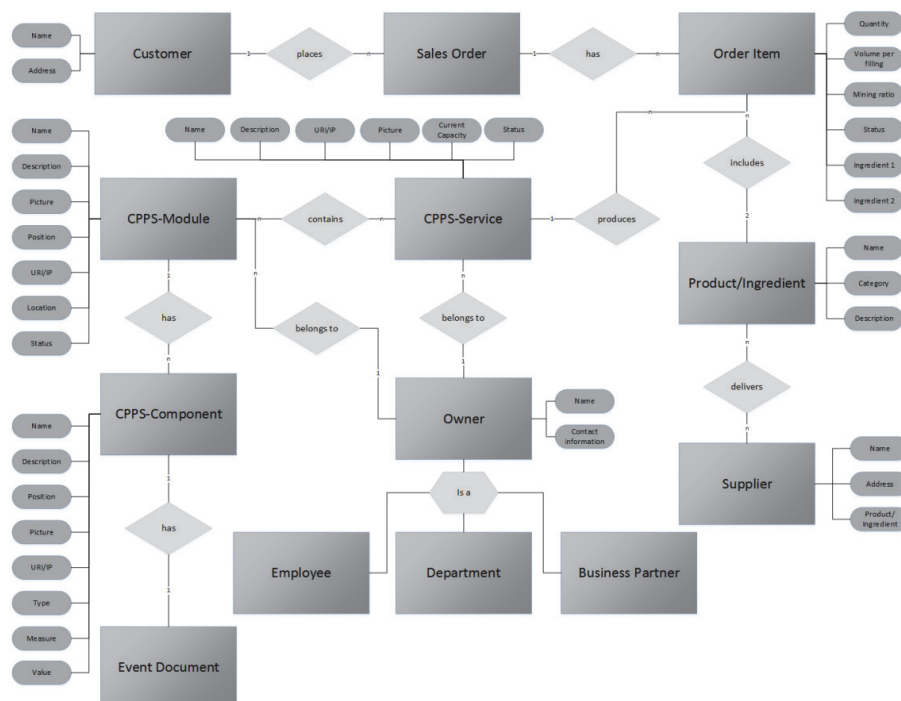 Name
Address
Customer
1
places
n
Sales Order
1
has
n
Order Item
Quantity
Volume per
filling
Mining ratio
Status
Ingredient 1
Ingredient 2
Name
Description
URI/IP
Picture
Current
Capacity
Status
Name
Description
Picture
Position
URI/IP
Location
Status
CPPS-Module
n
contains
n
CPPS-Service
1
produces
n
n
includes
2
Product/Ingredient
Name
Category
Description
1
has
n
n
belongs to
1
n
belongs to
1
n
delivers
n
CPPS-Component
Name
Description
Position
Picture
URI/IP
Type
Measure
Value
Owner
Name
Contact
information
Supplier
Name
Address
Product/
Ingredient
1
has
1
Is a
Employee
Department
Business Partner
Event Document